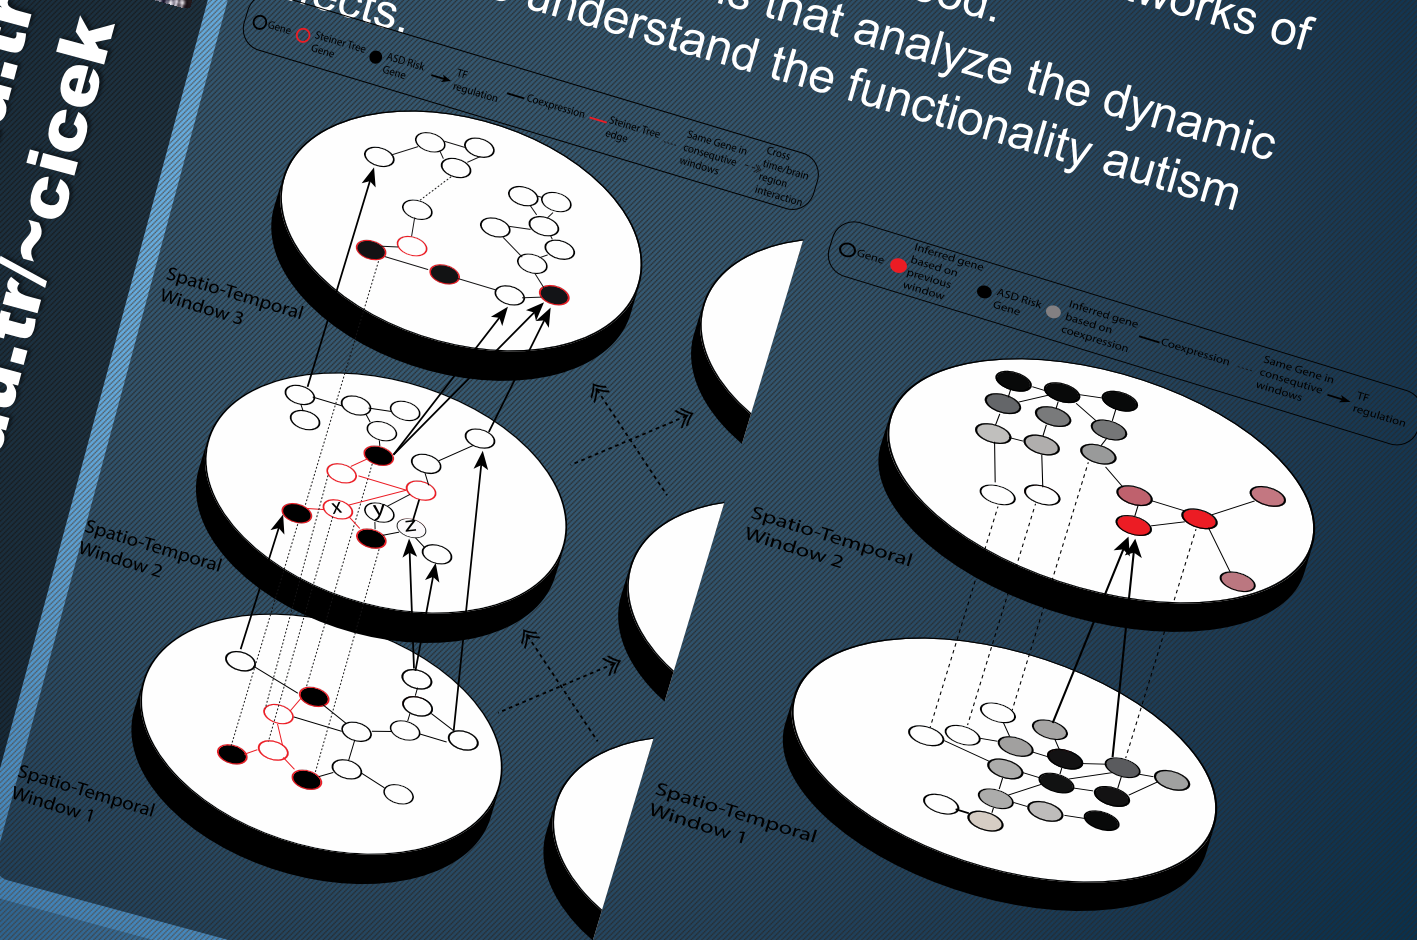 works of
ood.
s that analyze the dynamic
understand the functionality autism
ects.
d.tr/~cicek
Gene
Steiner Tree
Gene
ASD Risk
Gene
TF
regulation
Coexpression
Steiner Tree
edge
Same Gene in
consequtive
windows
Cross
time/brain
region
interaction
Spatio-Temporal
Window 3
Spatio-Temporal
Window 2
X
y
Z
Spatio-Temporal
Window 1
Gene
Inferred gene
based on
previous
window
ASD Risk
Gene
Inferred gene
based on
coexpression
Coexpression
Same Gene in
consequtive
windows
TF
regulation
Spatio-Temporal
Window 2
Spatio-Temporal
Window 1